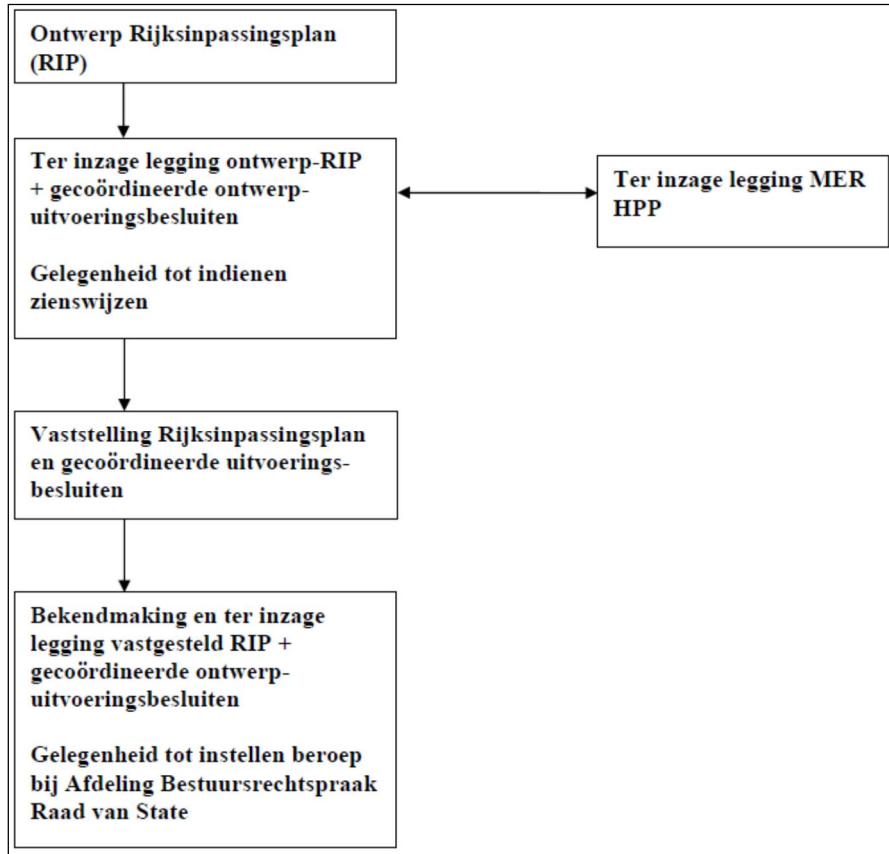 Ontwerp Rijksinpassingsplan
(RIP)
Ter inzage legging ontwerp-RIP
+ gecoördineerde ontwerp-
uitvoeringsbesluiten
Gelegenheid tot indienen
zienswijzen
Ter inzage legging MER
HPP
Vaststelling Rijksinpassingsplan
en gecoördineerde uitvoerings-
besluiten
Bekendmaking en ter inzage
legging vastgesteld RIP +
gecoördineerde ontwerp-
uitvoeringsbesluiten
Gelegenheid tot instellen beroep
bij Afdeling Bestuursrechtspraak
Raad van State